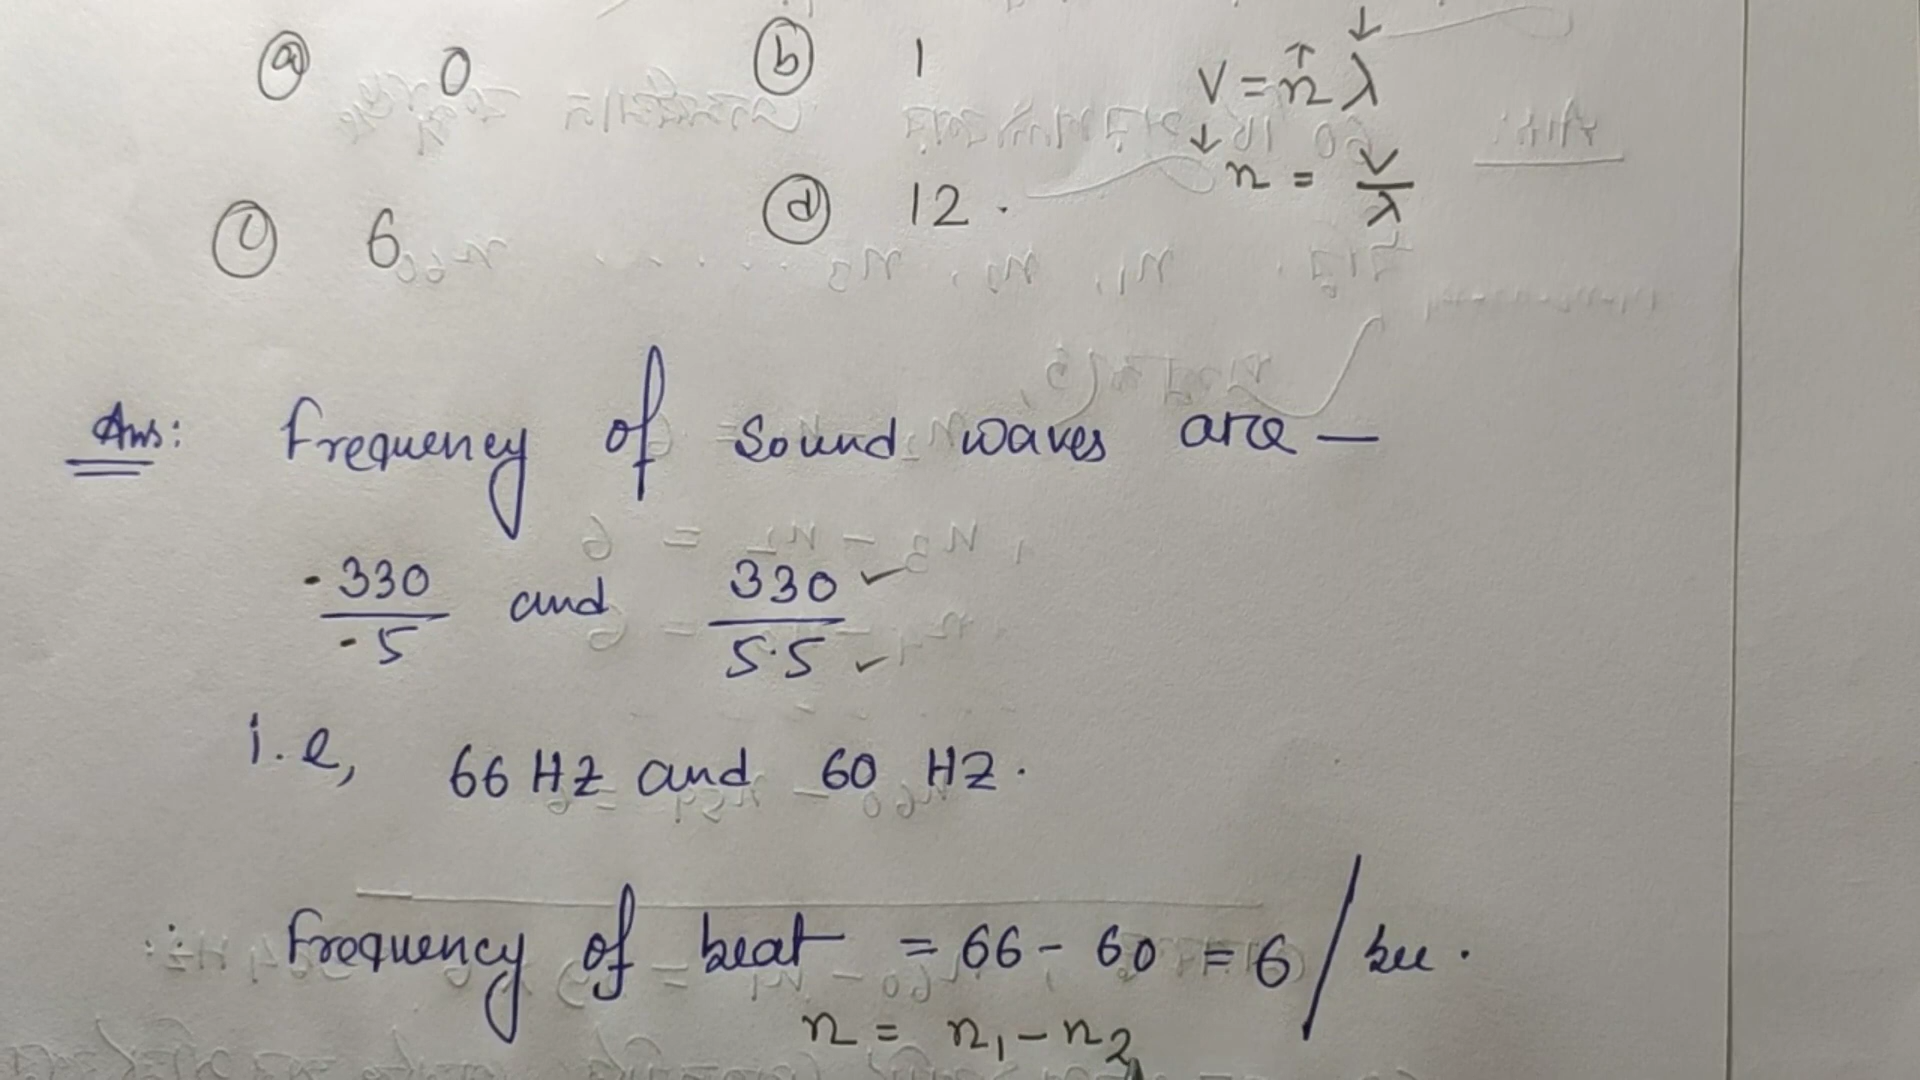 (a) 0 (b) 1
V = n λ
n = V/λ
(c) 6 (d) 12.
Ans: frequency of sound waves are —
330/5 and 330/5.5
i.e, 66 HZ and 60 HZ.
∴ frequency of beat = 66 - 60 = 6/sec.
n = n₁ - n₂